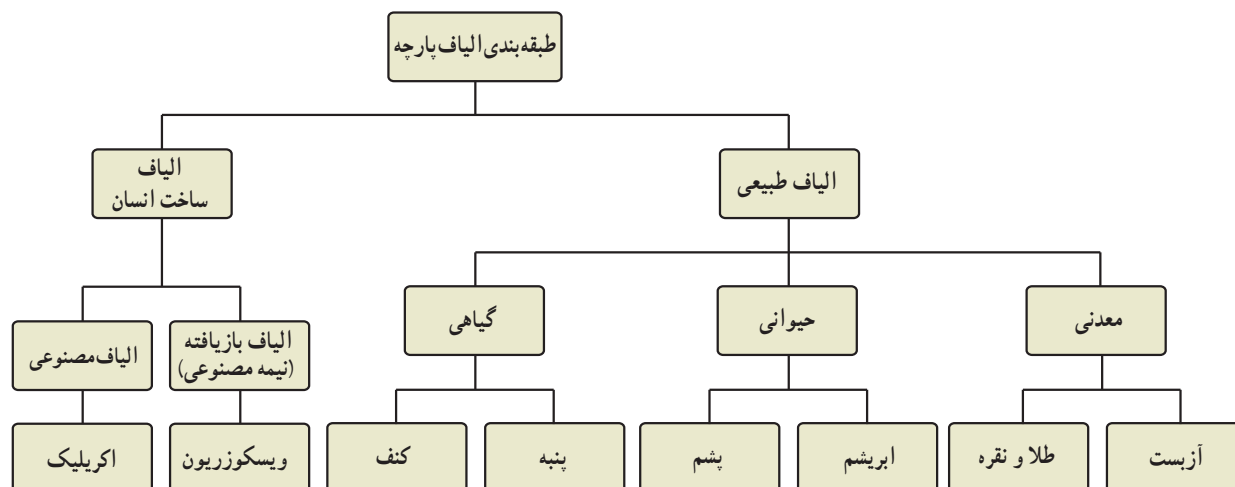 طبقه‌بندی الیاف پارچه
الیاف طبیعی
الیاف
ساخت انسان
معدنی
حیوانی
گیاهی
الیاف بازیافته
(نیمه مصنوعی)
الیاف مصنوعی
آزبست
طلا و نقره
ابریشم
پشم
پنبه
کنف
ویسکوزریون
اکریلیک